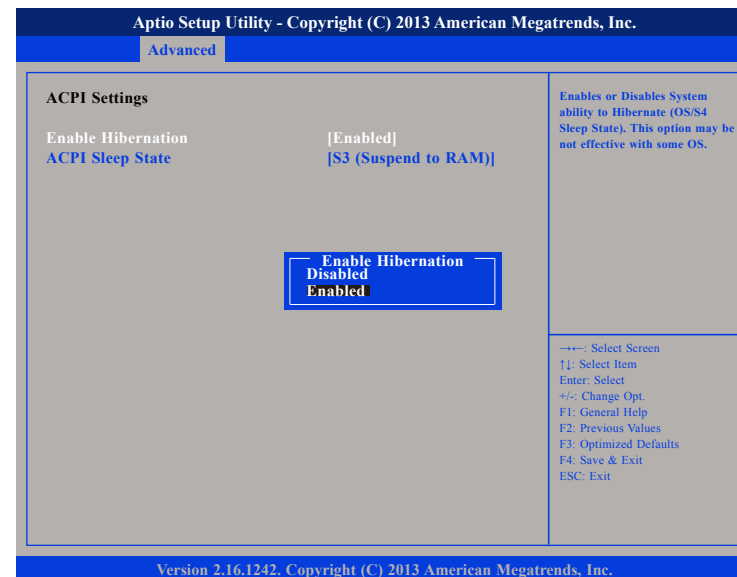 Aptio Setup Utility - Copyright (C) 2013 American Megatrends, Inc.
Advanced
ACPI Settings
Enable Hibernation [Enabled]
ACPI Sleep State [S3 (Suspend to RAM)]
Enable Hibernation
Disabled
Enabled
Enables or Disables System
ability to Hibernate (OS/S4
Sleep State). This option may be
not effective with some OS.
→←: Select Screen
↑↓: Select Item
Enter: Select
+/-: Change Opt.
F1: General Help
F2: Previous Values
F3: Optimized Defaults
F4: Save & Exit
ESC: Exit
Version 2.16.1242. Copyright (C) 2013 American Megatrends, Inc.